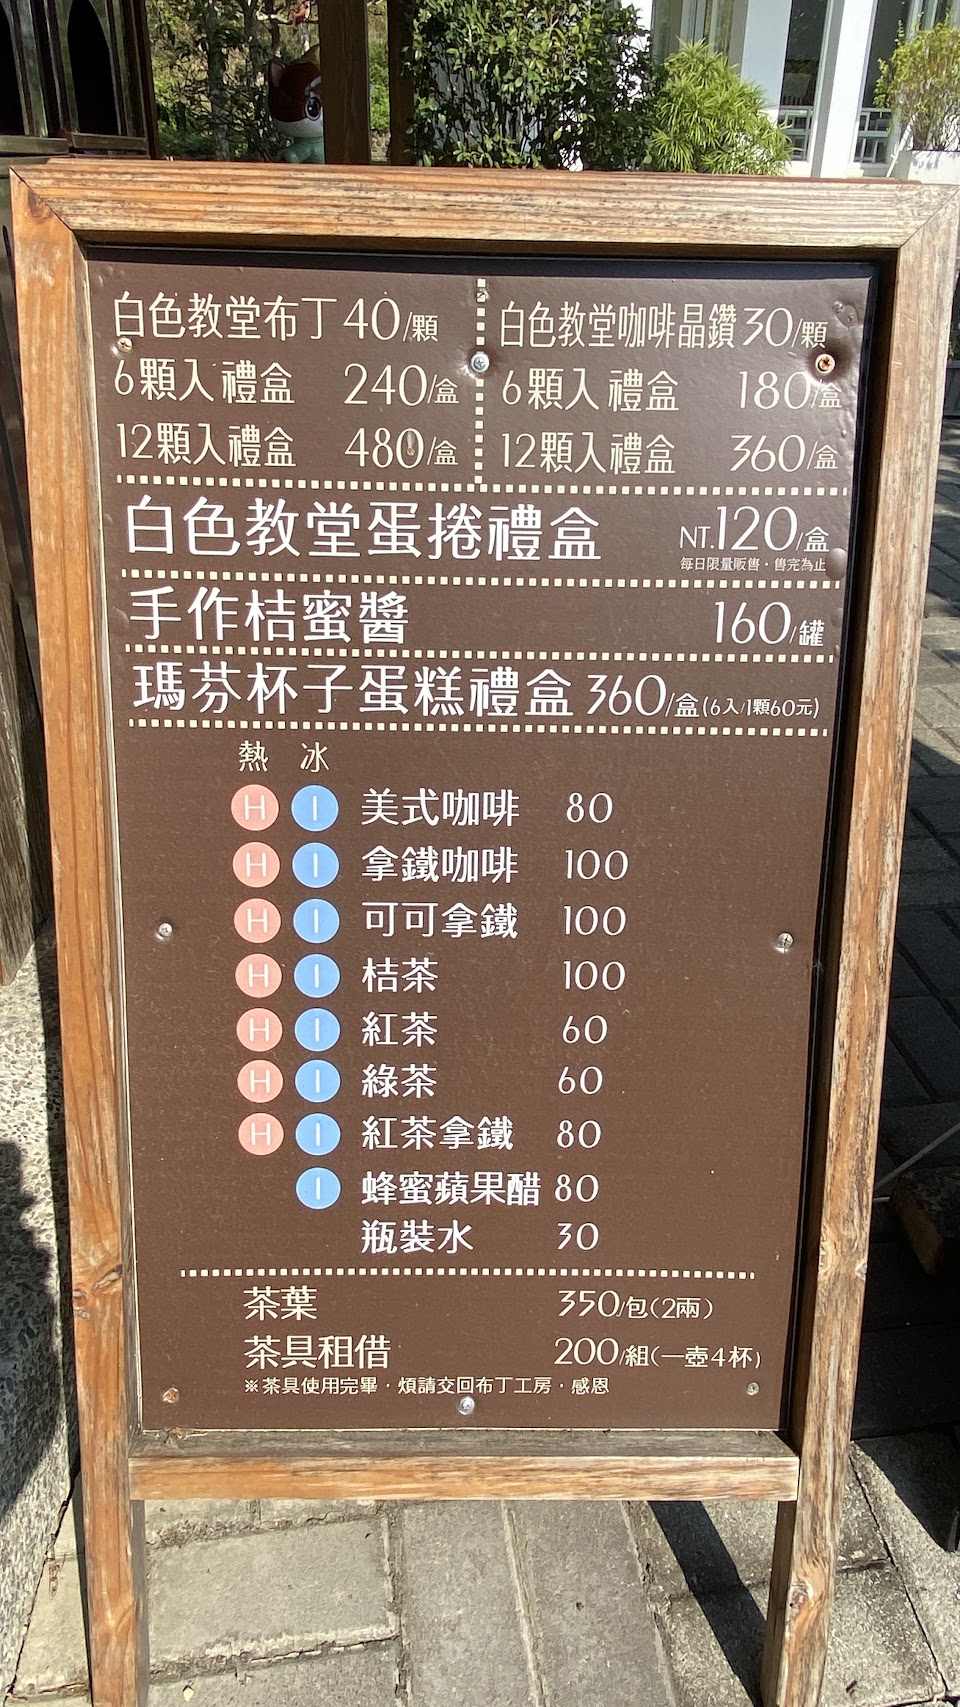 白色教堂布丁 40/顆
6顆入禮盒 240/盒
12顆入禮盒 480/盒
白色教堂咖啡晶鑽 30/顆
6顆入禮盒 180/盒
12顆入禮盒 360/盒
白色教堂蛋捲禮盒 NT.120/盒
每日限量販售·售完為止
手作桔蜜醬 160/罐
瑪芬杯子蛋糕禮盒 360/盒(6入/1顆60元)
熱 冰
H I 美式咖啡 80
H I 拿鐵咖啡 100
H I 可可拿鐵 100
H I 桔茶 100
H I 紅茶 60
H I 綠茶 60
H I 紅茶拿鐵 80
I 蜂蜜蘋果醋 80
瓶裝水 30
茶葉 350/包(2兩)
茶具租借 200/組(一壺4杯)
※茶具使用完畢·煩請交回布丁工房·感恩